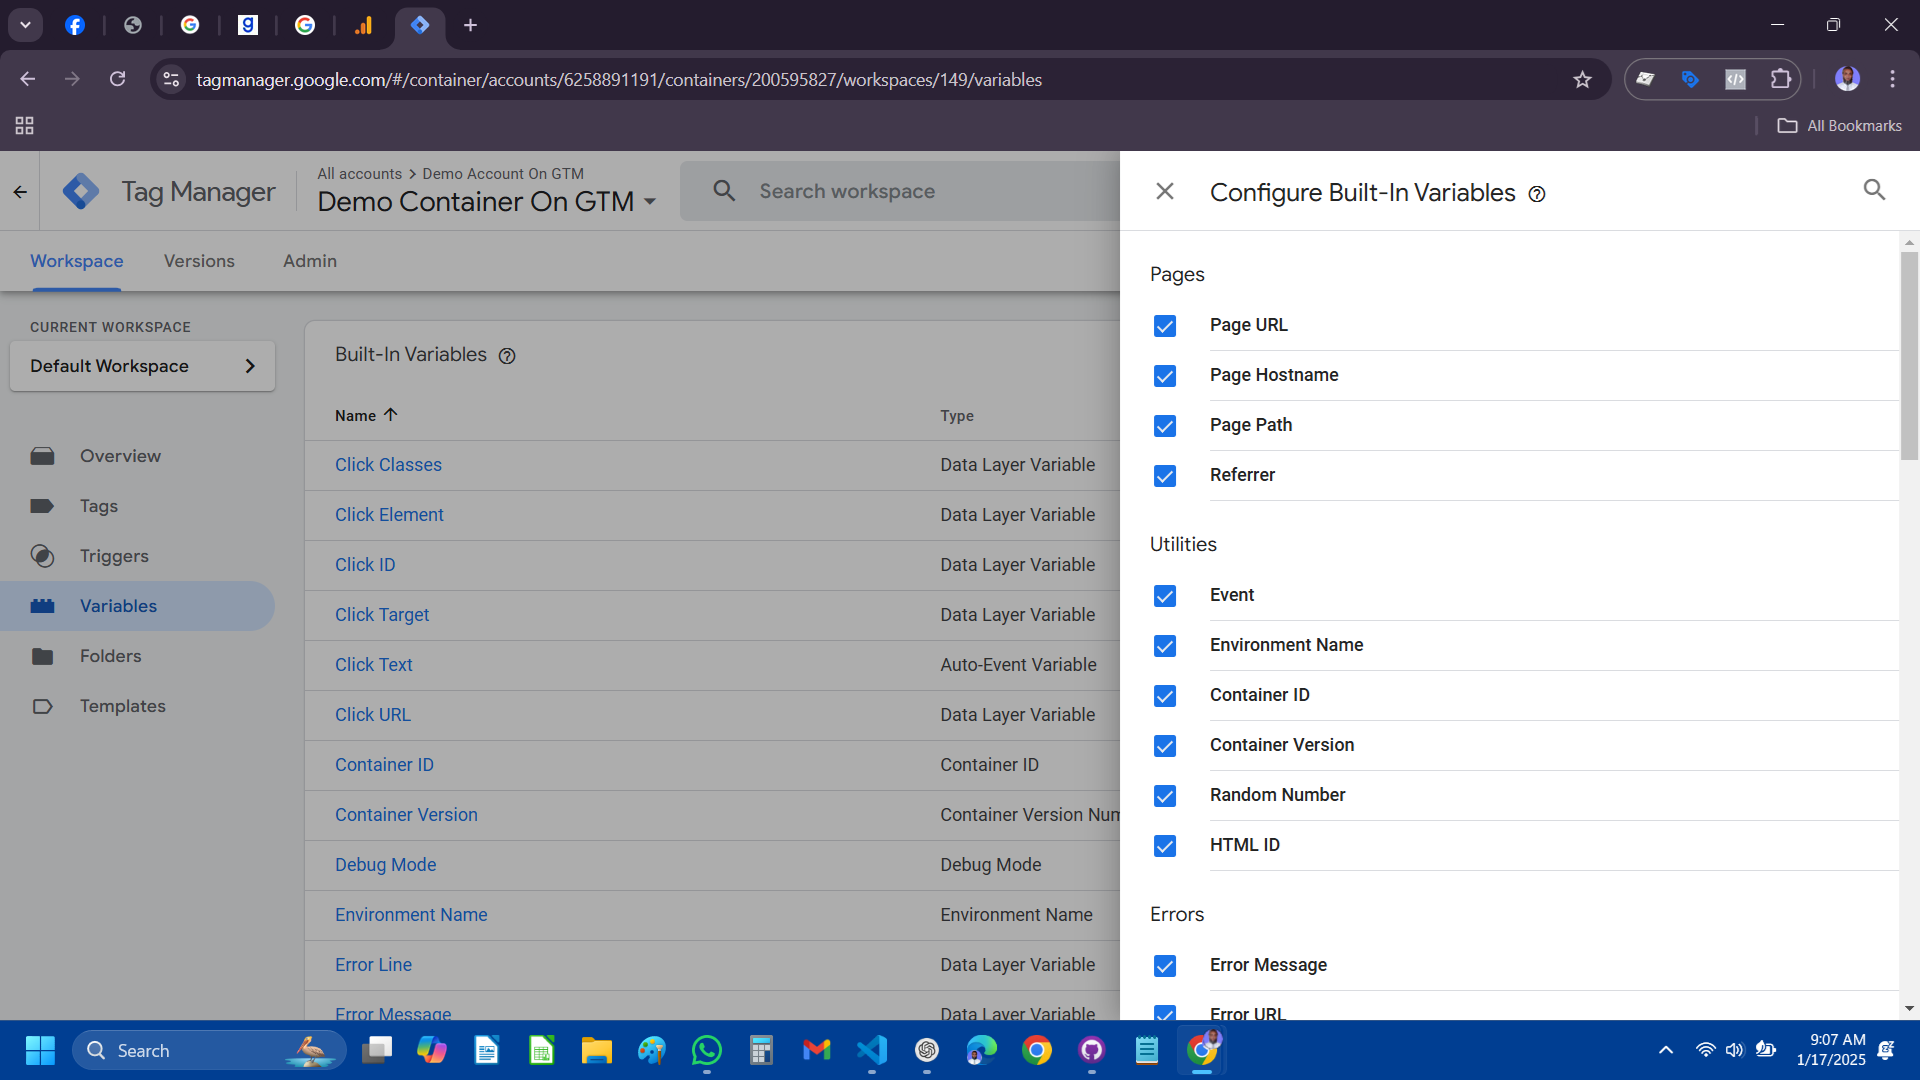 tagmanager.google.com/#/container/accounts/6258891191/containers/200595827/workspaces/149/variables
All Bookmarks
Tag Manager
All accounts > Demo Account On GTM
Demo Container On GTM
Search workspace
Workspace
Versions
Admin
CURRENT WORKSPACE
Default Workspace
Overview
Tags
Triggers
Variables
Folders
Templates
Built-In Variables
Name
Type
Click Classes
Data Layer Variable
Click Element
Data Layer Variable
Click ID
Data Layer Variable
Click Target
Data Layer Variable
Click Text
Auto-Event Variable
Click URL
Data Layer Variable
Container ID
Container ID
Container Version
Container Version Num
Debug Mode
Debug Mode
Environment Name
Environment Name
Error Line
Data Layer Variable
Error Message
Data Layer Variable
Configure Built-In Variables
Pages
Page URL
Page Hostname
Page Path
Referrer
Utilities
Event
Environment Name
Container ID
Container Version
Random Number
HTML ID
Errors
Error Message
Error URL
Search
9:07 AM
1/17/2025